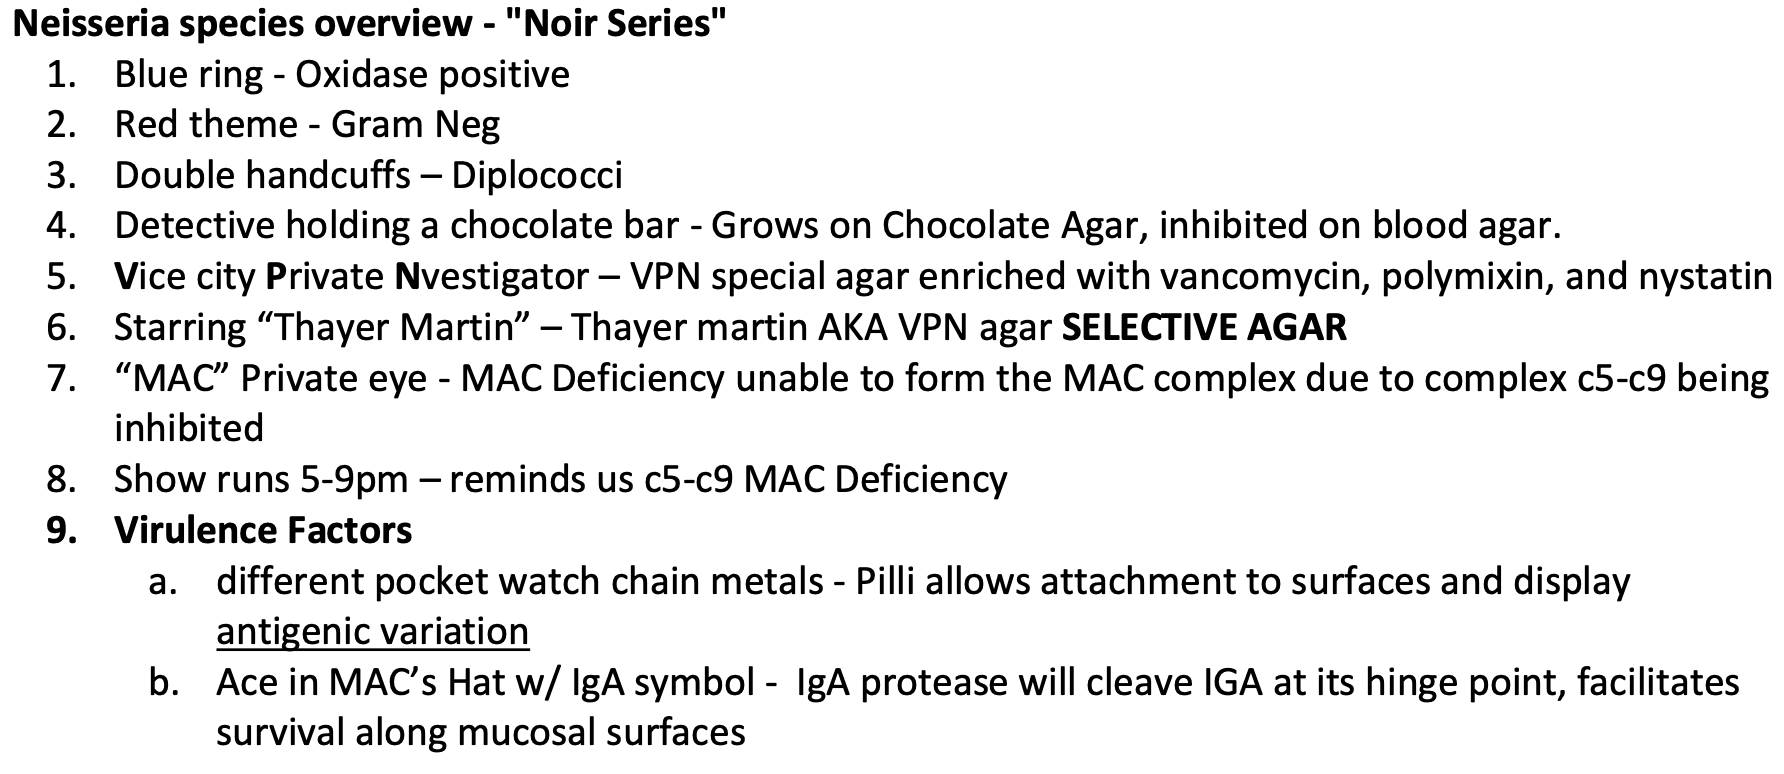 Neisseria species overview - "Noir Series"
1. Blue ring - Oxidase positive
2. Red theme - Gram Neg
3. Double handcuffs – Diplococci
4. Detective holding a chocolate bar - Grows on Chocolate Agar, inhibited on blood agar.
5. Vice city Private Nvestigator – VPN special agar enriched with vancomycin, polymixin, and nystatin
6. Starring “Thayer Martin” – Thayer martin AKA VPN agar SELECTIVE AGAR
7. “MAC” Private eye - MAC Deficiency unable to form the MAC complex due to complex c5-c9 being
inhibited
8. Show runs 5-9pm – reminds us c5-c9 MAC Deficiency
9. Virulence Factors
a. different pocket watch chain metals - Pilli allows attachment to surfaces and display
antigenic variation
b. Ace in MAC’s Hat w/ IgA symbol -  IgA protease will cleave IGA at its hinge point, facilitates
survival along mucosal surfaces